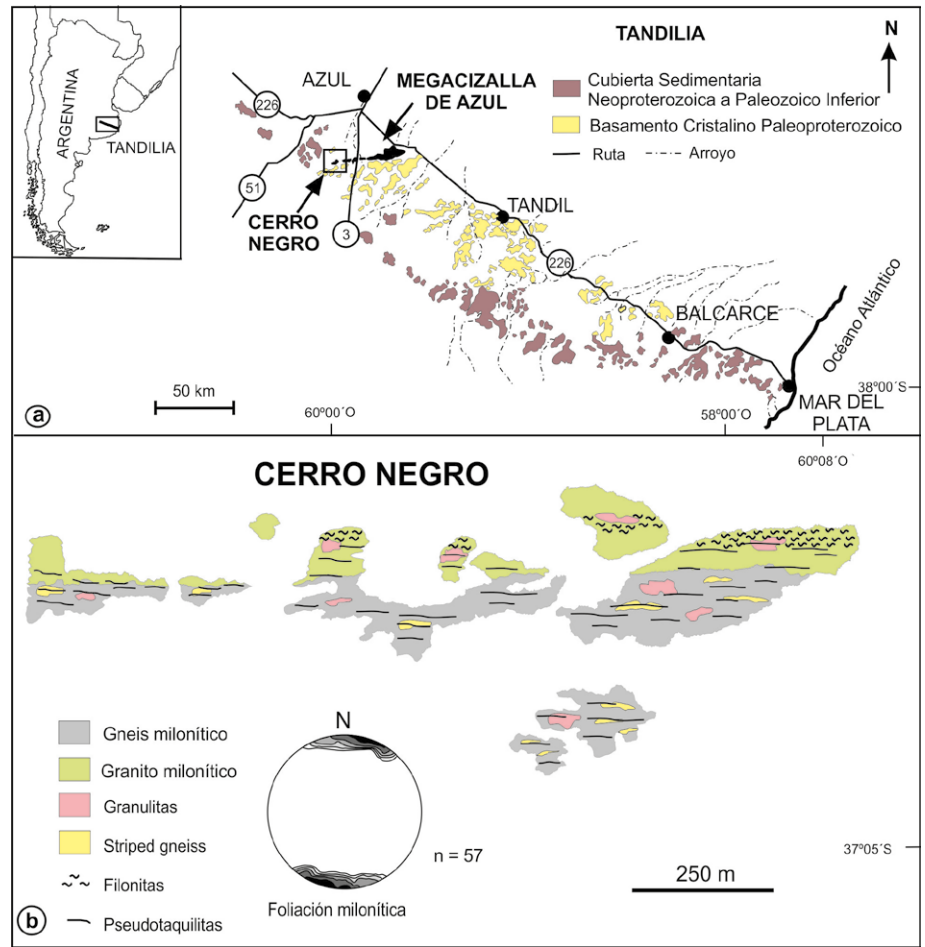 ARGENTINA
TANDILIA
TANDILIA
N
Cubierta Sedimentaria
Neoproterozoica a Paleozoico Inferior
Basamento Cristalino Paleoproterozoico
Ruta
Arroyo
AZUL
MEGACIZALLA
DE AZUL
226
51
CERRO
NEGRO
3
TANDIL
226
BALCARCE
Océano Atlántico
MAR DEL
PLATA
38º00´S
50 km
60º00´O
58º00´O
a
60º08´O
CERRO NEGRO
Gneis milonítico
Granito milonítico
Granulitas
Striped gneiss
Filonitas
Pseudotaquilitas
N
n = 57
Foliación milonítica
250 m
37º05´S
b